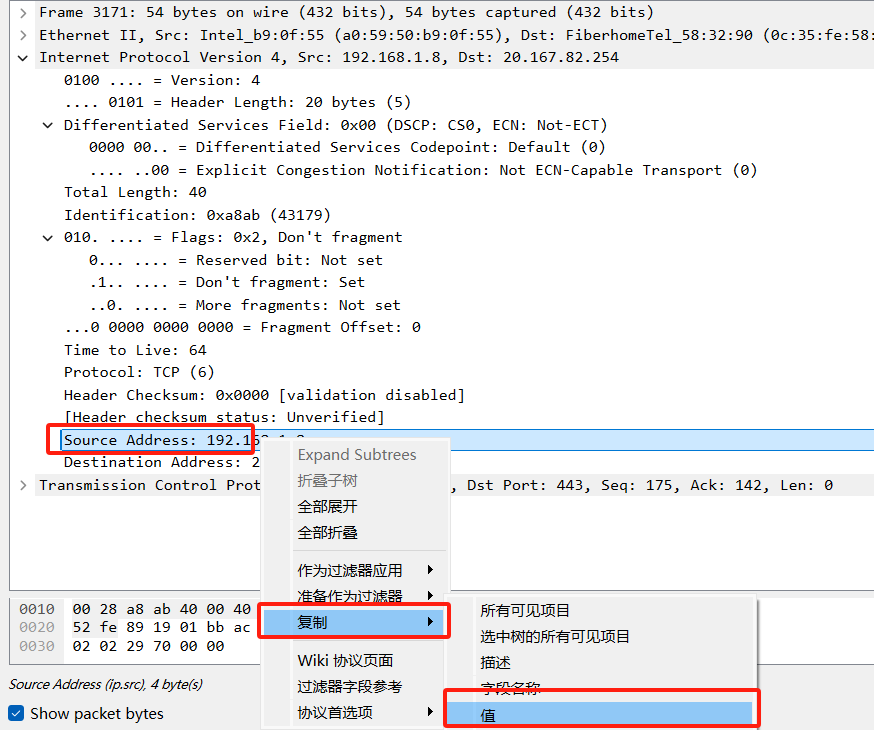 Frame 3171: 54 bytes on wire (432 bits), 54 bytes captured (432 bits)
Ethernet II, Src: Intel_b9:0f:55 (a0:59:50:b9:0f:55), Dst: FiberhomeTel_58:32:90 (0c:35:fe:58:
Internet Protocol Version 4, Src: 192.168.1.8, Dst: 20.167.82.254
0100 .... = Version: 4
.... 0101 = Header Length: 20 bytes (5)
Differentiated Services Field: 0x00 (DSCP: CS0, ECN: Not-ECT)
0000 00.. = Differentiated Services Codepoint: Default (0)
.... ..00 = Explicit Congestion Notification: Not ECN-Capable Transport (0)
Total Length: 40
Identification: 0xa8ab (43179)
010. .... = Flags: 0x2, Don't fragment
0... .... = Reserved bit: Not set
.1.. .... = Don't fragment: Set
..0. .... = More fragments: Not set
...0 0000 0000 0000 = Fragment Offset: 0
Time to Live: 64
Protocol: TCP (6)
Header Checksum: 0x0000 [validation disabled]
[Header checksum status: Unverified]
Source Address: 192.168.1.8
Destination Address: 2
Transmission Control Prot , Dst Port: 443, Seq: 175, Ack: 142, Len: 0
Expand Subtrees
折叠子树
全部展开
全部折叠
作为过滤器应用
准备作为过滤器
复制
Wiki 协议页面
过滤器字段参考
协议首选项
所有可见项目
选中树的所有可见项目
描述
字段名称
值
0010 00 28 a8 ab 40 00 40
0020 52 fe 89 19 01 bb ac
0030 02 02 29 70 00 00
Source Address (ip.src), 4 byte(s)
Show packet bytes